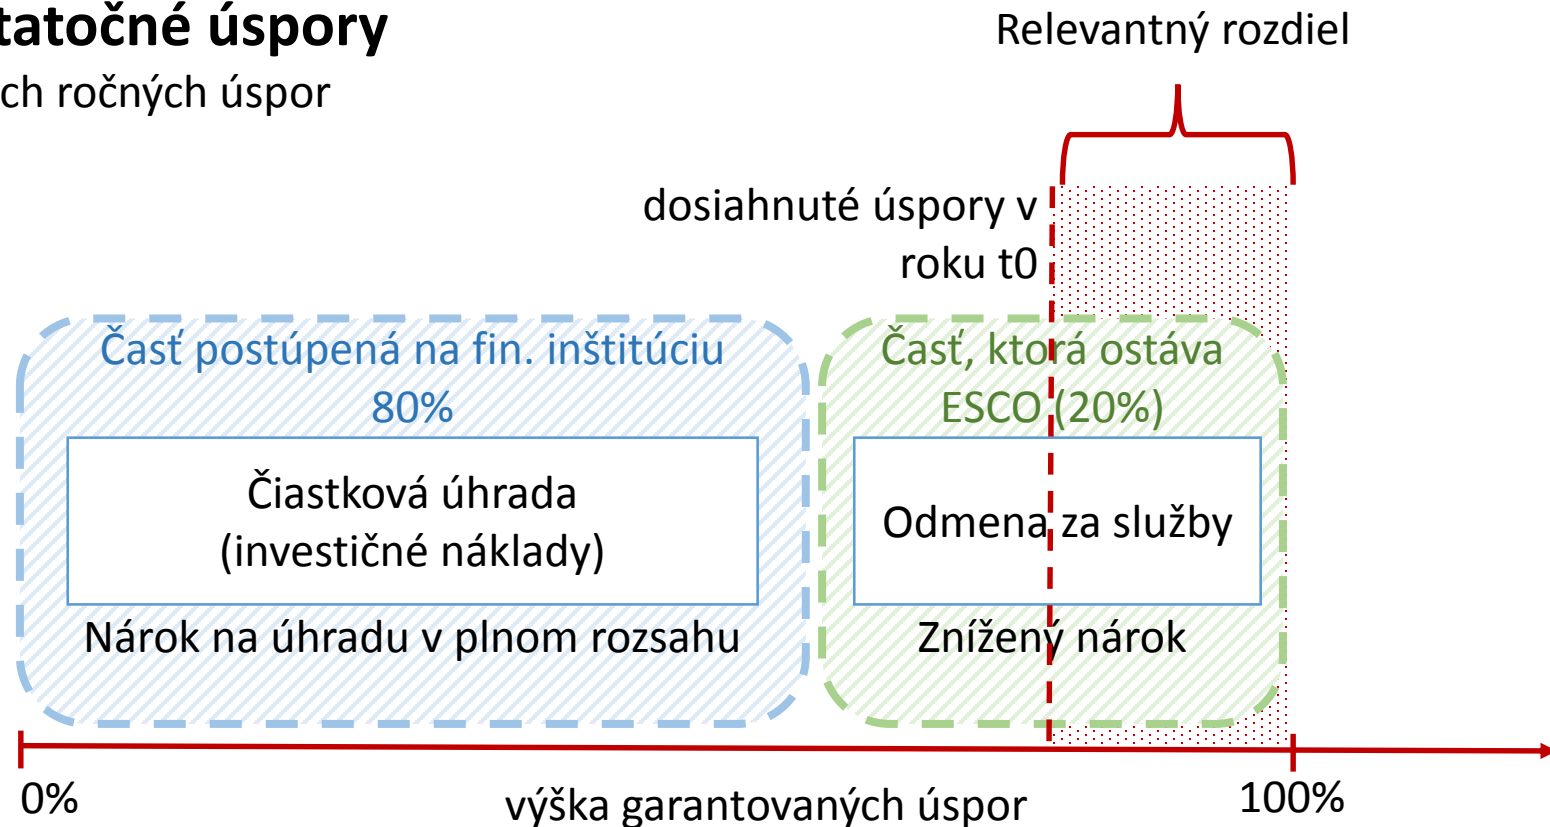 tatočné úspory
ch ročných úspor
Relevantný rozdiel
dosiahnuté úspory v
roku t0
Časť postúpená na fin. inštitúciu
80%
Čiastková úhrada
(investičné náklady)
Nárok na úhradu v plnom rozsahu
Časť, ktorá ostáva
ESCO (20%)
Odmena za služby
Znížený nárok
0%
výška garantovaných úspor
100%